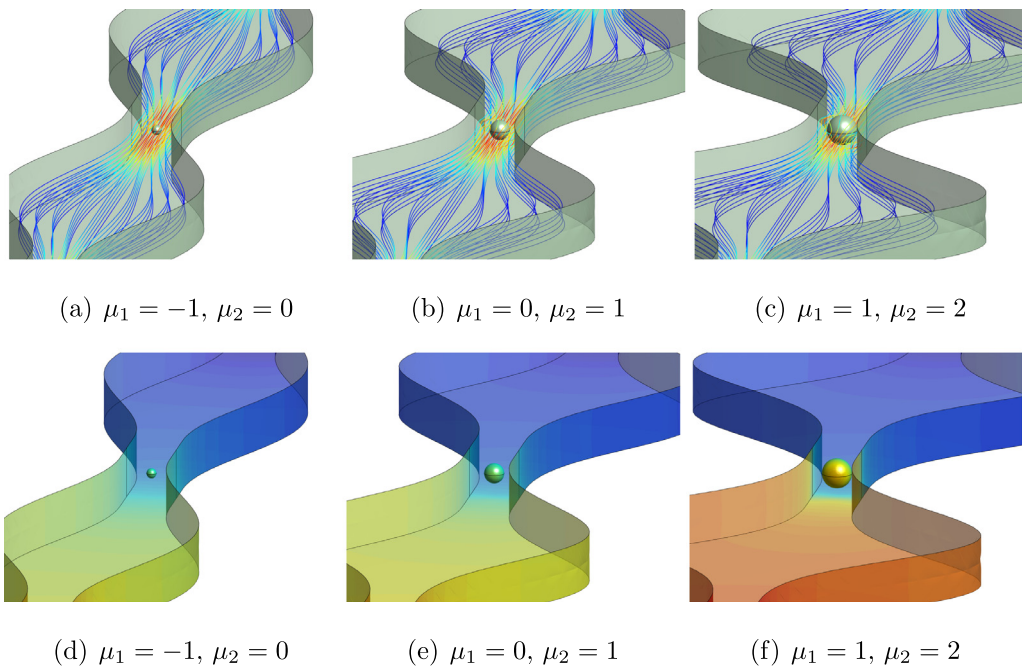 (a) μ₁ = −1, μ₂ = 0
(b) μ₁ = 0, μ₂ = 1
(c) μ₁ = 1, μ₂ = 2
(d) μ₁ = −1, μ₂ = 0
(e) μ₁ = 0, μ₂ = 1
(f) μ₁ = 1, μ₂ = 2